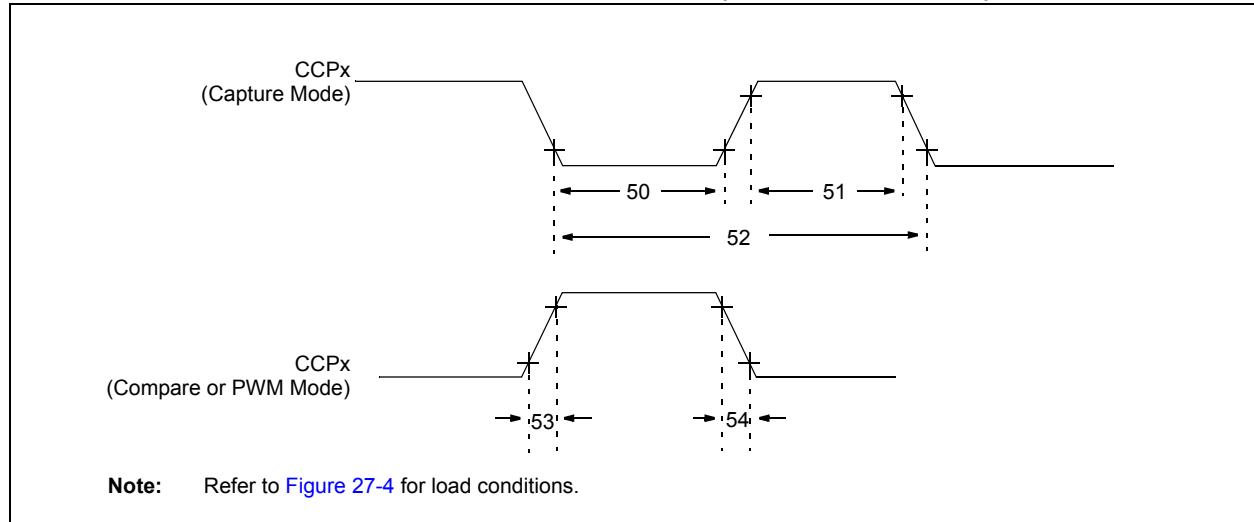 CCPx
(Capture Mode)
50
51
52
CCPx
(Compare or PWM Mode)
53
54
Note: Refer to Figure 27-4 for load conditions.